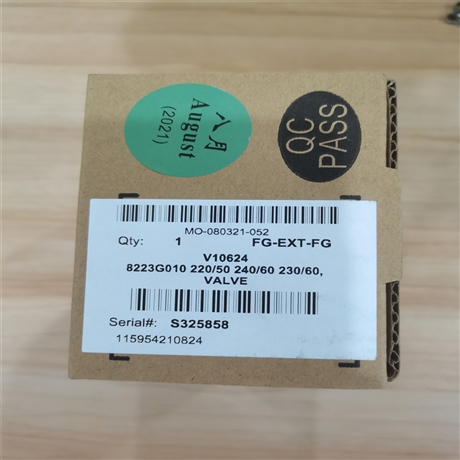 八月
August
(2021)
QC
PASS
MO-080321-052
Qty: 1 FG-EXT-FG
V10624
8223G010 220/50 240/60 230/60,
VALVE
Serial#: S325858
115954210824